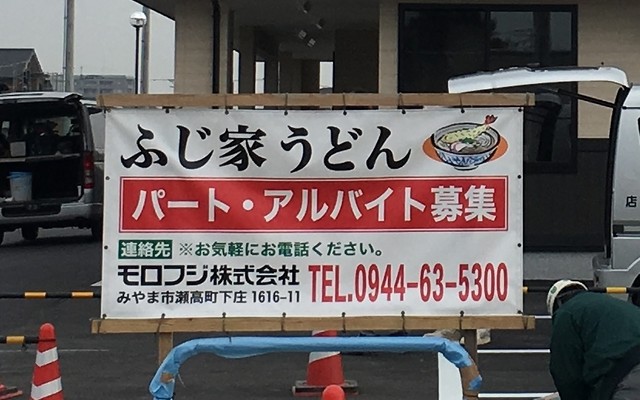 ふじ家うどん
パート・アルバイト募集
連絡先 ※お気軽にお電話ください。
モロフジ株式会社
みやま市瀬高町下庄 1616-11
TEL.0944-63-5300
店